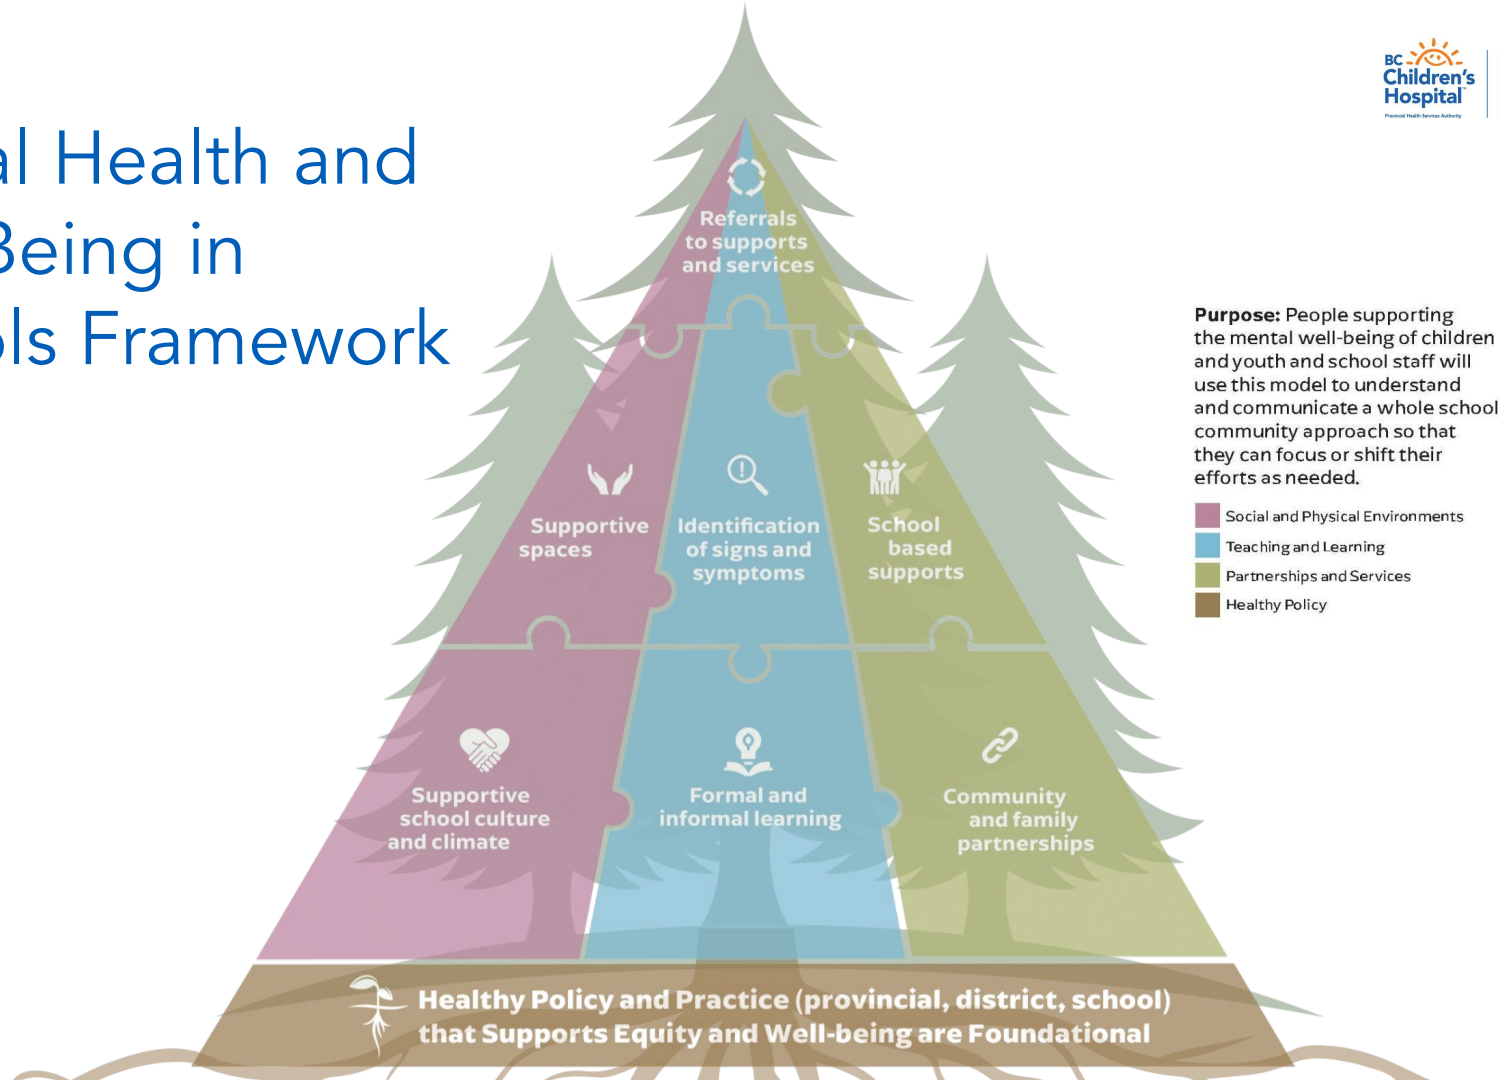 al Health and
Being in
ols Framework
BC
Children's
Hospital
Provincial Health Services Authority
Referrals
to supports
and services
Purpose: People supporting
the mental well-being of children
and youth and school staff will
use this model to understand
and communicate a whole school
community approach so that
they can focus or shift their
efforts as needed.
Social and Physical Environments
Teaching and Learning
Partnerships and Services
Healthy Policy
Supportive
spaces
Identification
of signs and
symptoms
School
based
supports
Supportive
school culture
and climate
Formal and
informal learning
Community
and family
partnerships
Healthy Policy and Practice (provincial, district, school)
that Supports Equity and Well-being are Foundational